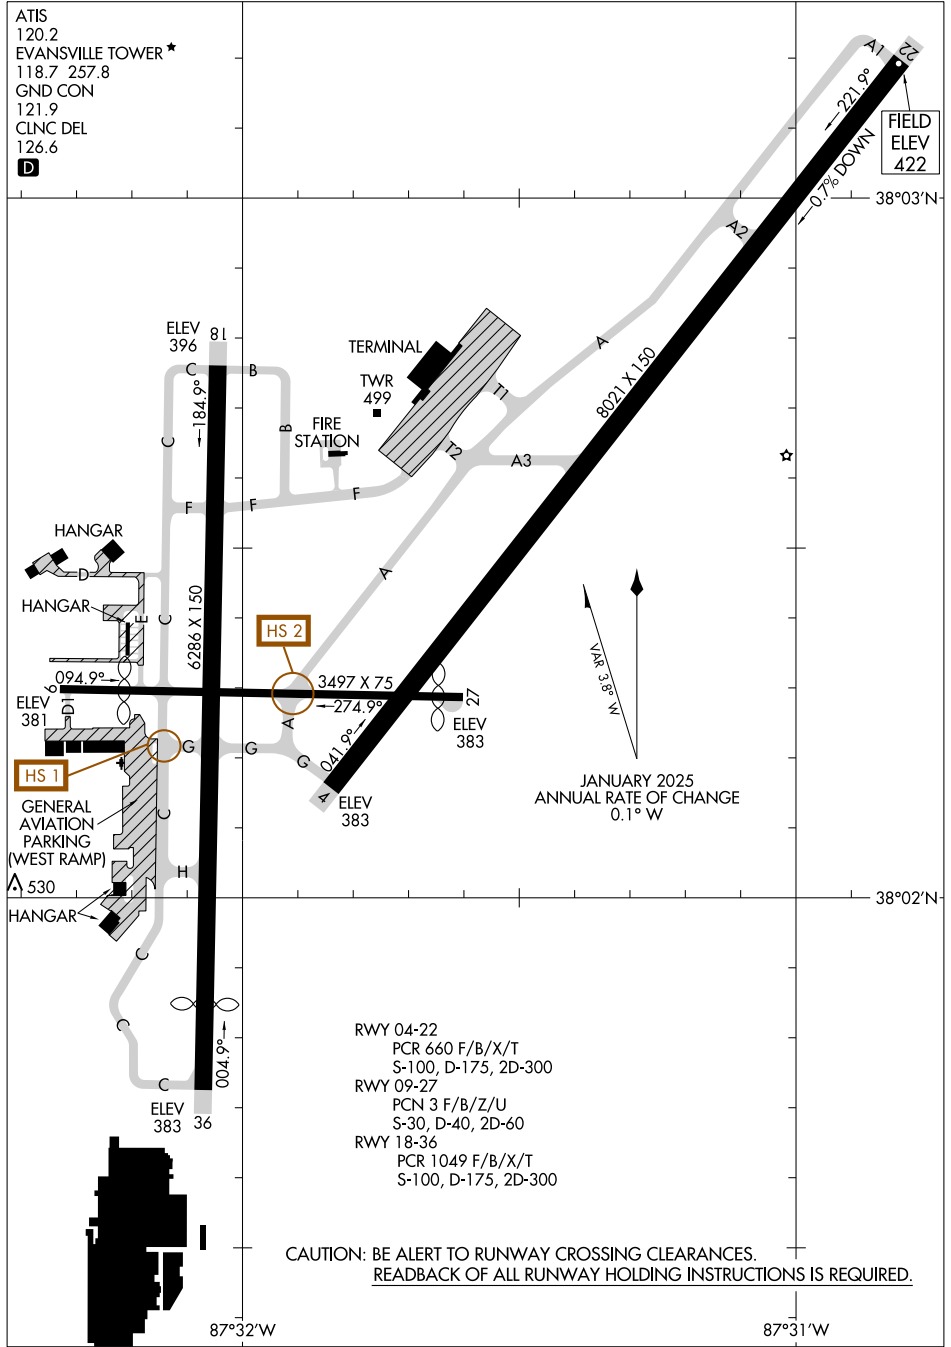 ATIS
120.2
EVANSVILLE TOWER ★
118.7 257.8
GND CON
121.9
CLNC DEL
126.6
D
A1
22
221.9°
FIELD
ELEV
422
0.7% DOWN
38°03'N
A2
A
8021 X 150
ELEV
396
18
C
B
184.9°
TERMINAL
TWR
499
T1
FIRE
STATION
C
B
T2
A3
F
F
F
HANGAR
D
A
HANGAR
E
C
6286 X 150
HS 2
VAR 3.8° W
9
094.9°
3497 X 75
274.9°
27
ELEV
381
D1
A
ELEV
383
G
G
G
041.9°
HS 1
4
ELEV
383
JANUARY 2025
ANNUAL RATE OF CHANGE
0.1° W
GENERAL
AVIATION
PARKING
(WEST RAMP)
C
H
530
HANGAR
38°02'N
C
C
004.9°
C
ELEV
383
36
RWY 04-22
PCR 660 F/B/X/T
S-100, D-175, 2D-300
RWY 09-27
PCN 3 F/B/Z/U
S-30, D-40, 2D-60
RWY 18-36
PCR 1049 F/B/X/T
S-100, D-175, 2D-300
CAUTION: BE ALERT TO RUNWAY CROSSING CLEARANCES.
READBACK OF ALL RUNWAY HOLDING INSTRUCTIONS IS REQUIRED.
87°32'W
87°31'W